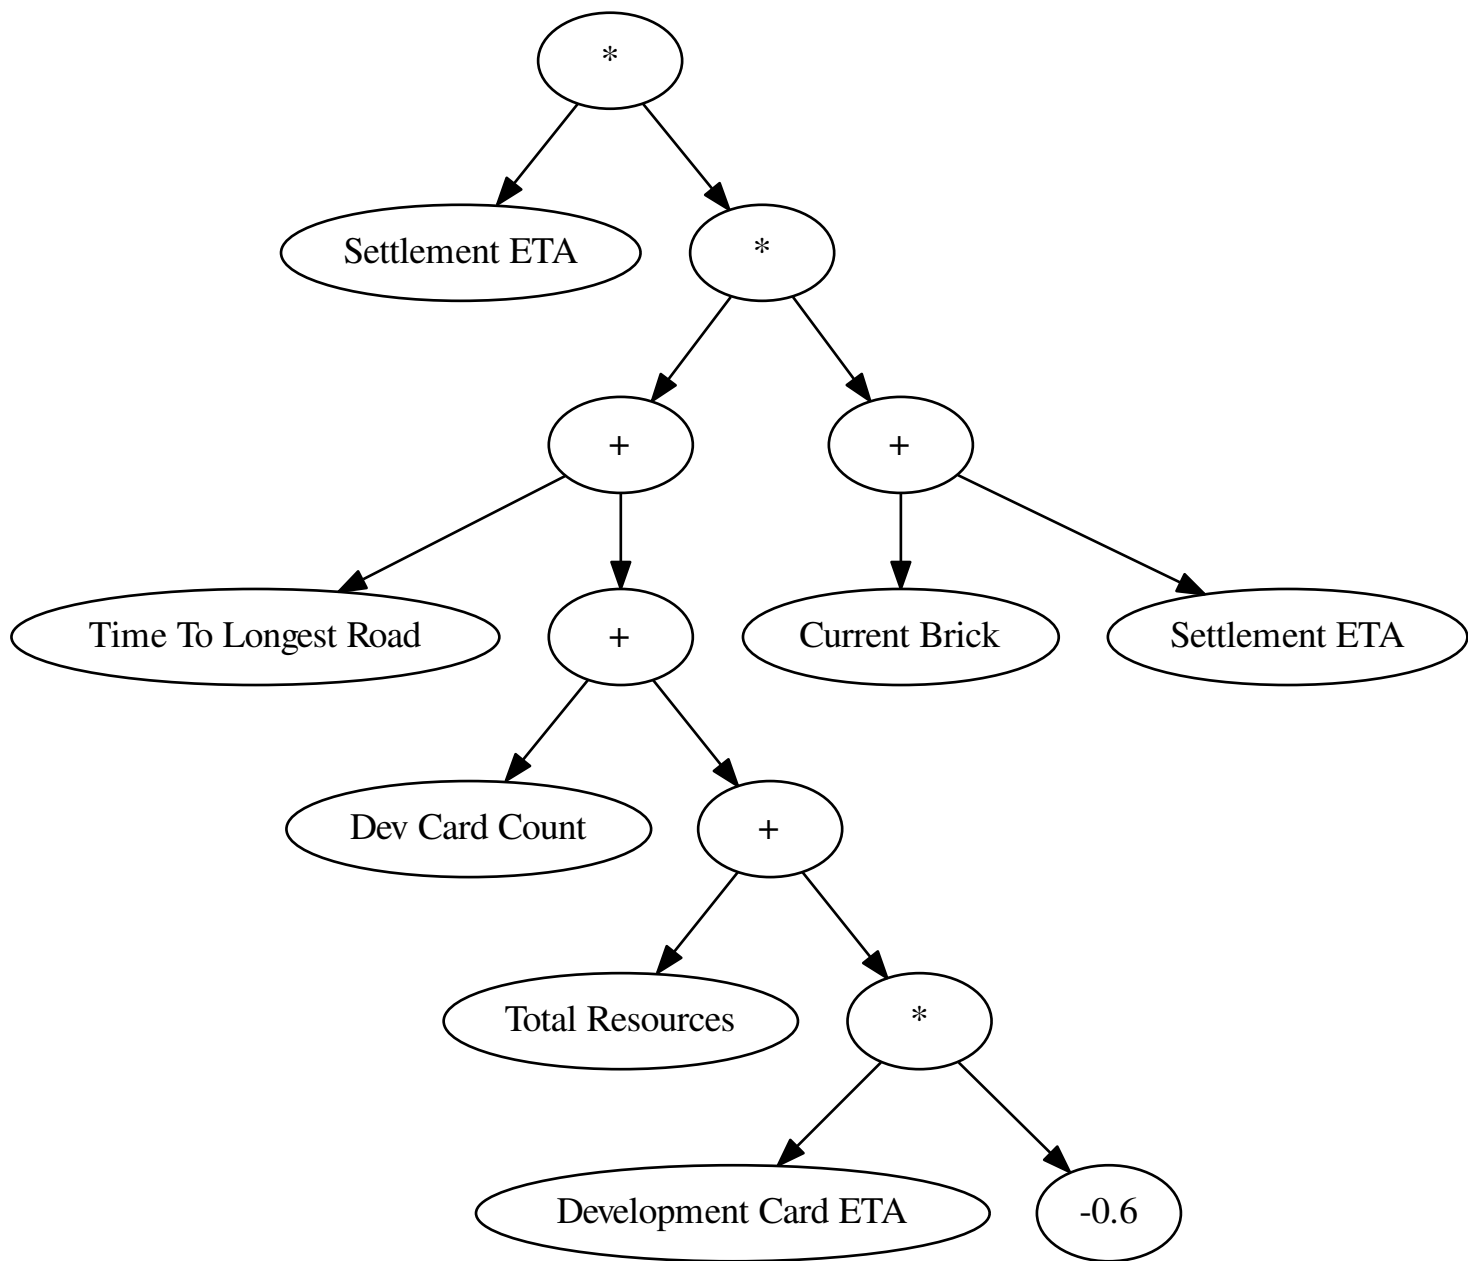 *
Settlement ETA
*
+
+
Time To Longest Road
+
Current Brick
Settlement ETA
Dev Card Count
+
Total Resources
*
Development Card ETA
-0.6